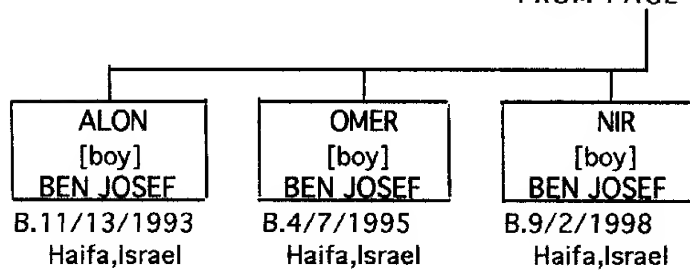 FROM PAGE
ALON
[boy]
BEN JOSEF
B.11/13/1993
Haifa,Israel
OMER
[boy]
BEN JOSEF
B.4/7/1995
Haifa,Israel
NIR
[boy]
BEN JOSEF
B.9/2/1998
Haifa,Israel